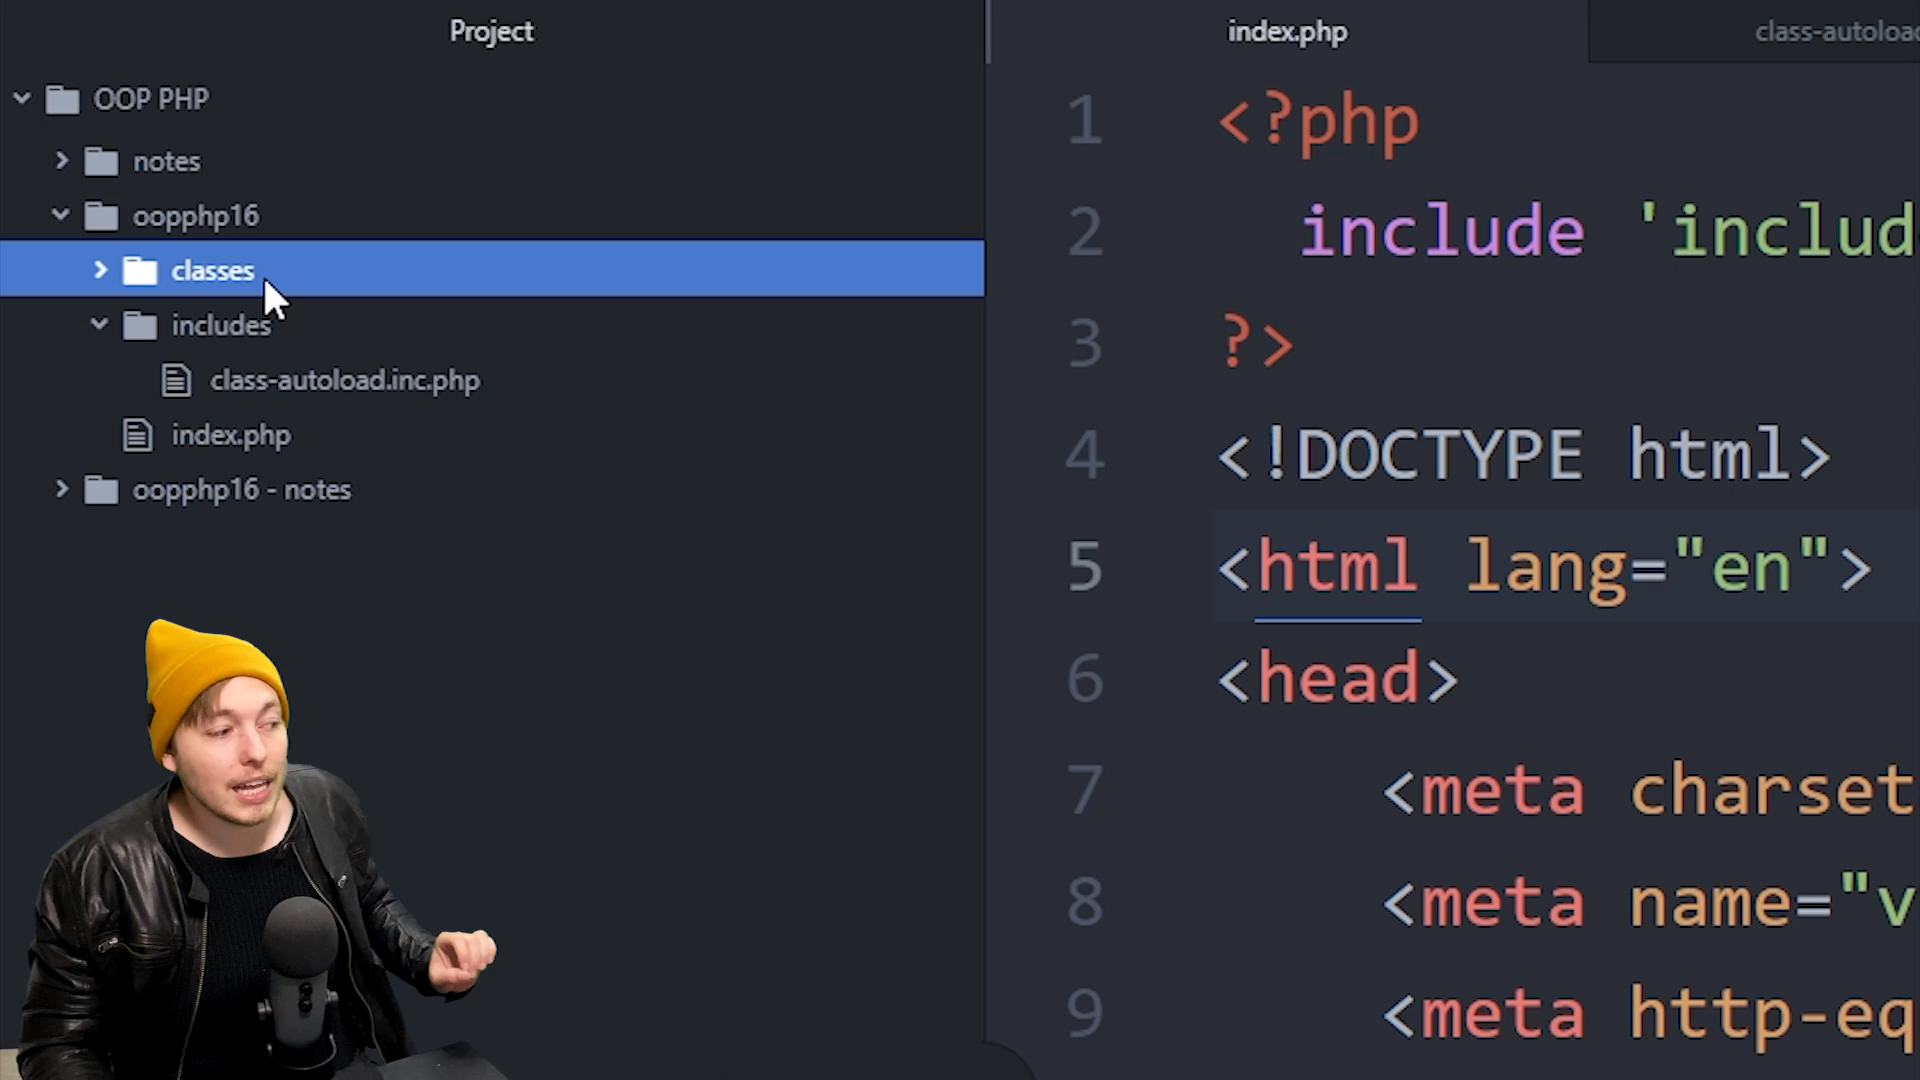 Project
OOP PHP
notes
oopphp16
classes
includes
class-autoload.inc.php
index.php
oopphp16 - notes
index.php
class-autoload
1 <?php
2 include 'includ
3 ?>
4 <!DOCTYPE html>
5 <html lang="en">
6 <head>
7 <meta charset
8 <meta name="v
9 <meta http-eq